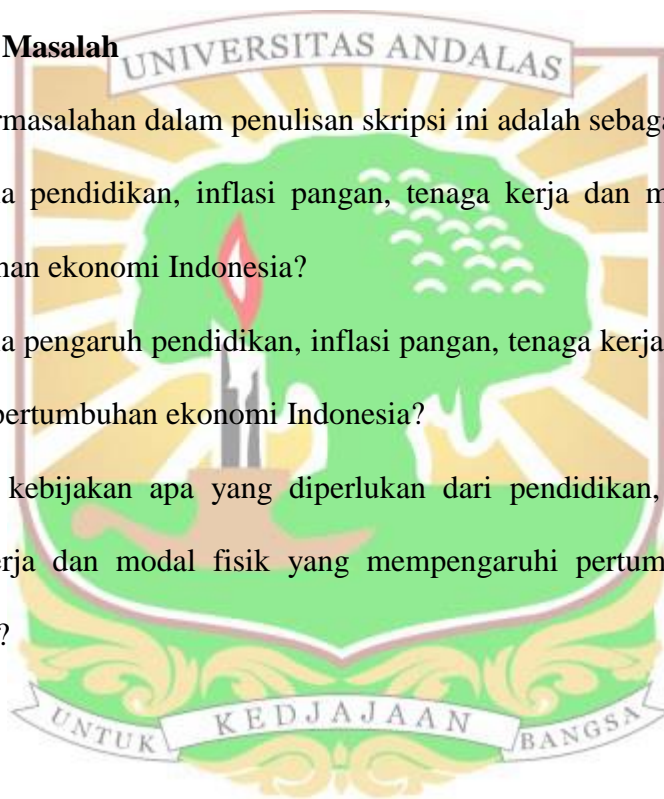 Masalah
UNIVERSITAS ANDALAS
rmasalahan dalam penulisan skripsi ini adalah sebaga
a pendidikan, inflasi pangan, tenaga kerja dan m
han ekonomi Indonesia?
a pengaruh pendidikan, inflasi pangan, tenaga kerja
pertumbuhan ekonomi Indonesia?
kebijakan apa yang diperlukan dari pendidikan,
erja dan modal fisik yang mempengaruhi pertum
?
UNTUK KEDJAJAAN BANGSA